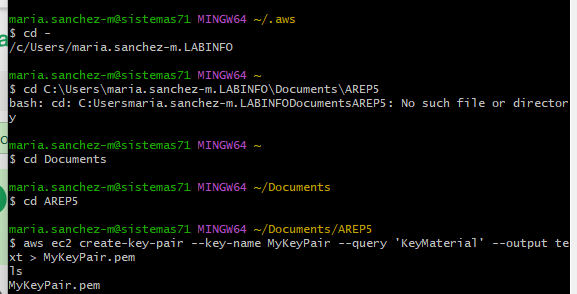 maria.sanchez-m@sistemas71 MINGW64 ~/.aws
$ cd -
/c/Users/maria.sanchez-m.LABINFO
maria.sanchez-m@sistemas71 MINGW64 ~
$ cd C:\Users\maria.sanchez-m.LABINFO\Documents\AREP5
bash: cd: C:Usersmaria.sanchez-m.LABINFODocumentsAREP5: No such file or director
y
maria.sanchez-m@sistemas71 MINGW64 ~
$ cd Documents
maria.sanchez-m@sistemas71 MINGW64 ~/Documents
$ cd AREP5
maria.sanchez-m@sistemas71 MINGW64 ~/Documents/AREP5
$ aws ec2 create-key-pair --key-name MyKeyPair --query 'KeyMaterial' --output te
xt > MyKeyPair.pem
ls
MyKeyPair.pem